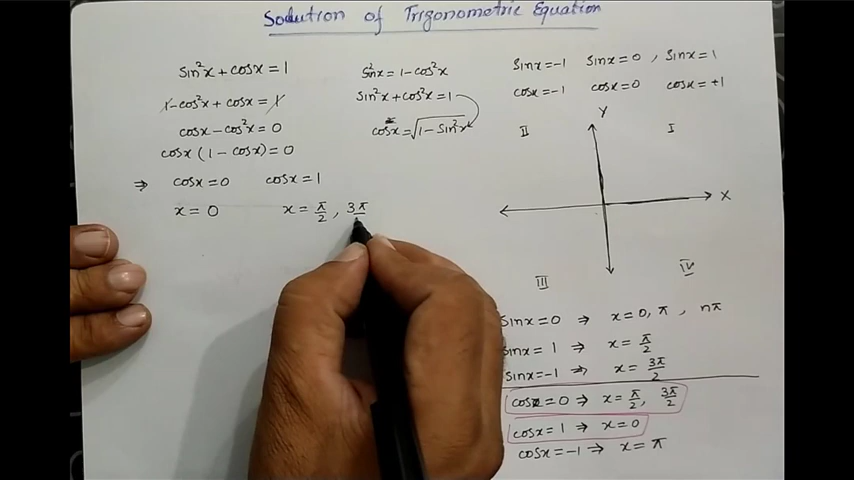 Solution of Trigonometric Equation
sin²x + cosx = 1
1-cos²x + cosx = 1
cosx - cos²x = 0
cosx (1 - cosx) = 0
⇒ cosx = 0 cosx = 1
x = 0 x = π/2 , 3π
sin²x = 1 - cos²x
sin²x + cos²x = 1
cosx = √1 - sin²x
sinx = -1 sinx = 0 , sinx = 1
cosx = -1 cosx = 0 cosx = +1
Y
II I
X
III IV
sinx = 0 ⇒ x = 0, π , nπ
sinx = 1 ⇒ x = π/2
sinx = -1 ⇒ x = 3π/2
cosx = 0 ⇒ x = π/2, 3π/2
cosx = 1 ⇒ x = 0
cosx = -1 ⇒ x = π